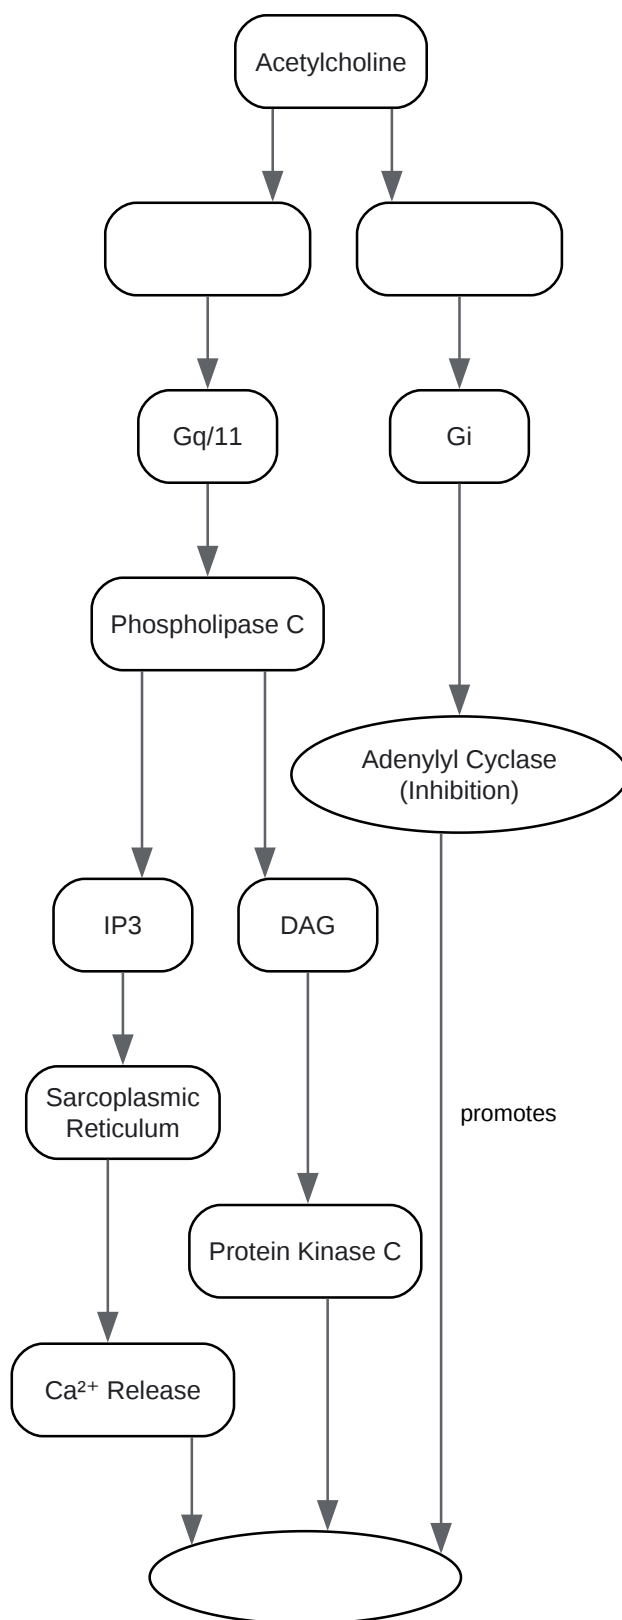 Acetylcholine
Gq/11
Gi
Phospholipase C
Adenylyl Cyclase
(Inhibition)
IP3
DAG
Sarcoplasmic
Reticulum
promotes
Protein Kinase C
Ca²⁺ Release